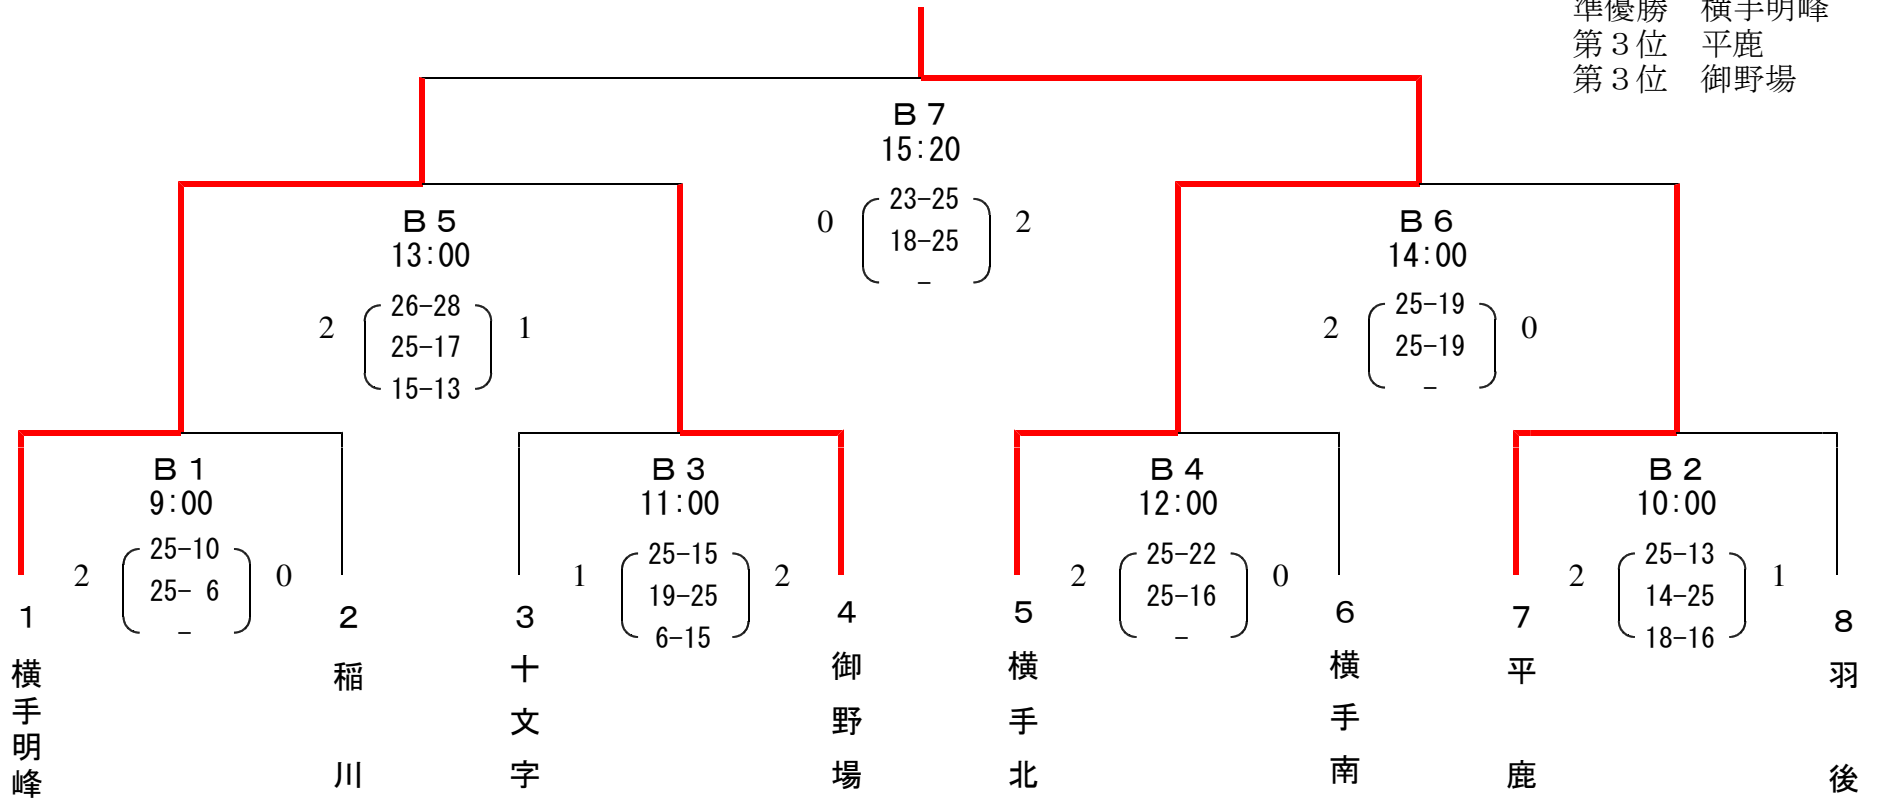 準優勝　横手明峰
第３位　平鹿
第３位　御野場
Ｂ７
15:20
0 23-25 2
18-25
-
Ｂ５
13:00
2 26-28 1
25-17
15-13
Ｂ６
14:00
2 25-19 0
25-19
-
Ｂ１
9:00
2 25-10 0
25- 6
-
Ｂ３
11:00
1 25-15 2
19-25
6-15
Ｂ４
12:00
2 25-22 0
25-16
-
Ｂ２
10:00
2 25-13 1
14-25
18-16
1
横手明峰
2
稲川
3
十文字
4
御野場
5
横手北
6
横手南
7
平鹿
8
羽後